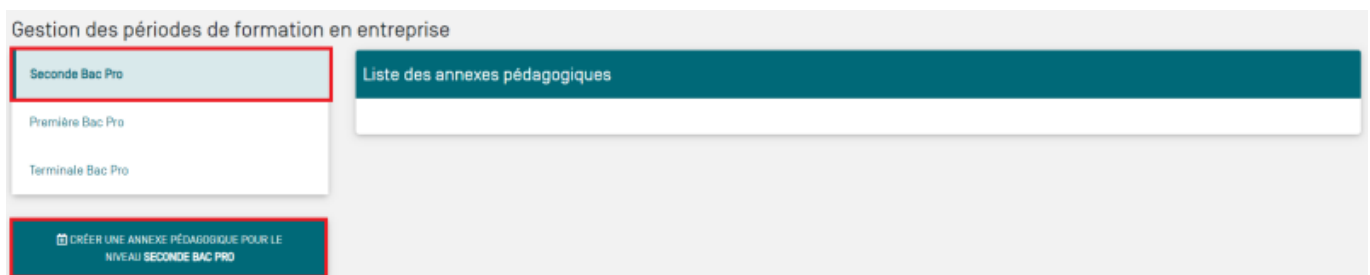 Gestion des périodes de formation en entreprise
Seconde Bac Pro
Liste des annexes pédagogiques
Première Bac Pro
Terminale Bac Pro
CRÉER UNE ANNEXE PÉDAGOGIQUE POUR LE
NIVEAU SECONDE BAC PRO